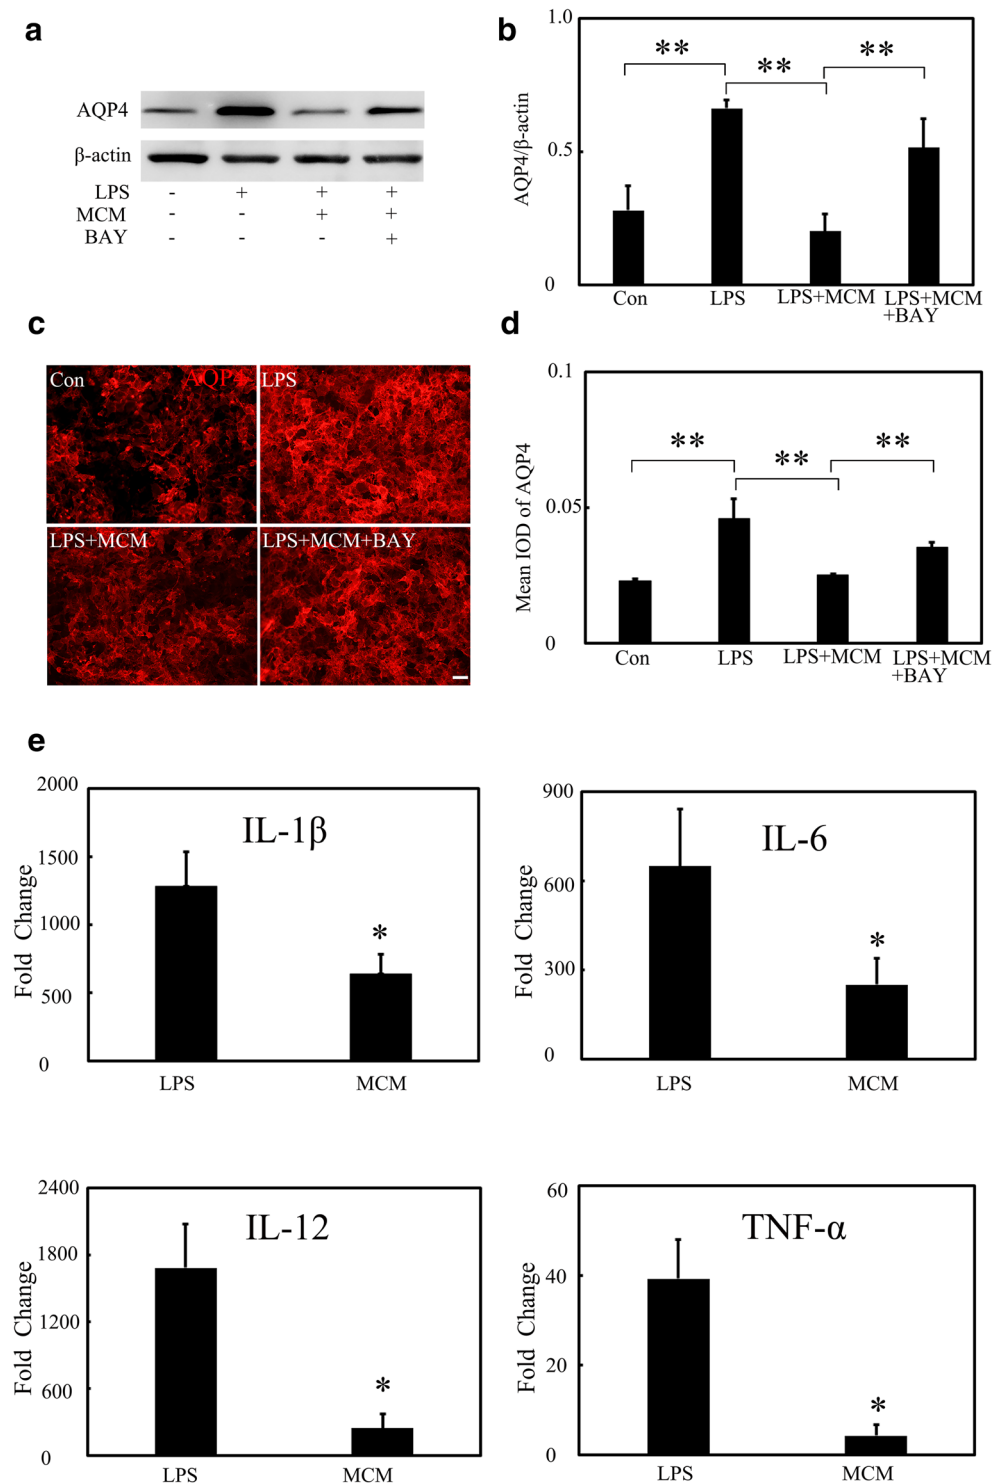 a
AQP4
β-actin
LPS - + + +
MCM - - + +
BAY - - - +
b
1.0
0.5
0
AQP4/β-actin
** ** **
Con LPS LPS+MCM LPS+MCM
+BAY
c
Con AQP4 LPS
LPS+MCM LPS+MCM+BAY
d
0.1
0.05
0
Mean IOD of AQP4
** ** **
Con LPS LPS+MCM LPS+MCM
+BAY
e
2000
1500
1000
500
0
Fold Change
IL-1β
*
LPS MCM
900
600
300
0
Fold Change
IL-6
*
LPS MCM
2400
1800
1200
600
0
Fold Change
IL-12
*
LPS MCM
60
40
20
0
Fold Change
TNF-α
*
LPS MCM